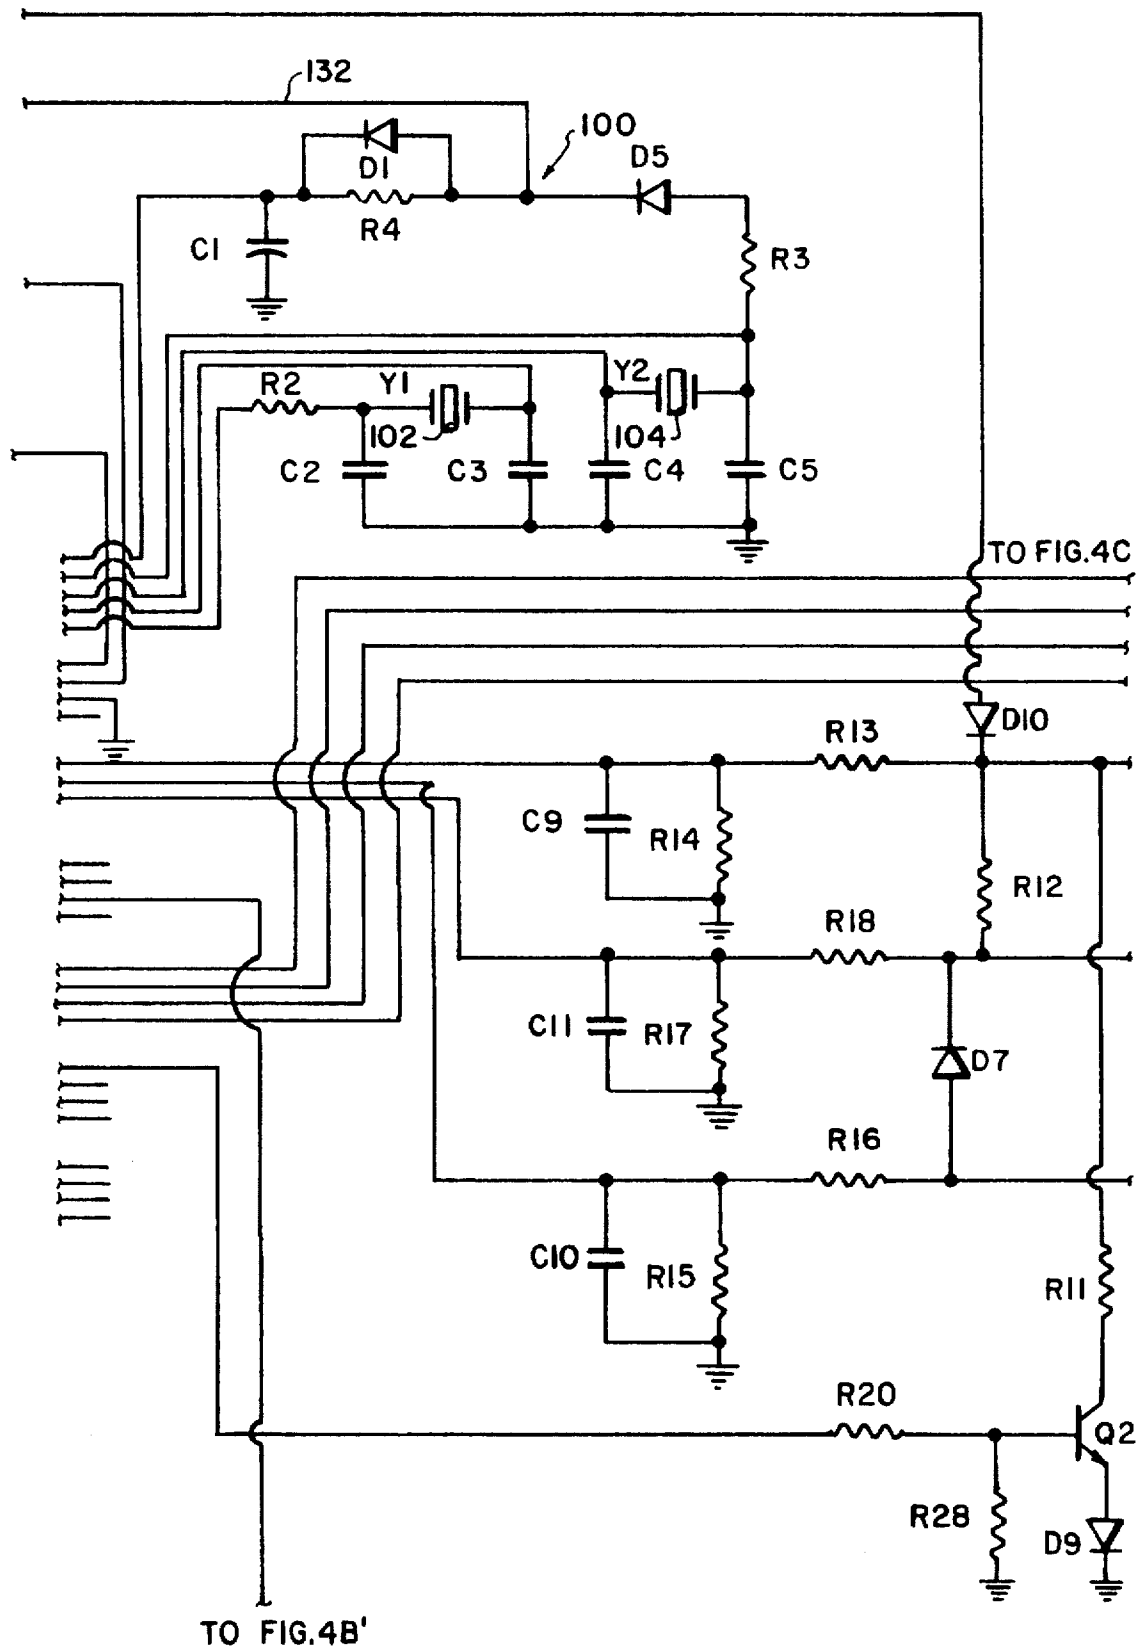 132
100
D1
D5
R4
C1
R3
R2
Y1
Y2
102
104
C2
C3
C4
C5
TO FIG.4C
D10
R13
C9
R14
R12
R18
C11
R17
D7
R16
C10
R15
R11
R20
Q2
R28
D9
TO FIG.4B'